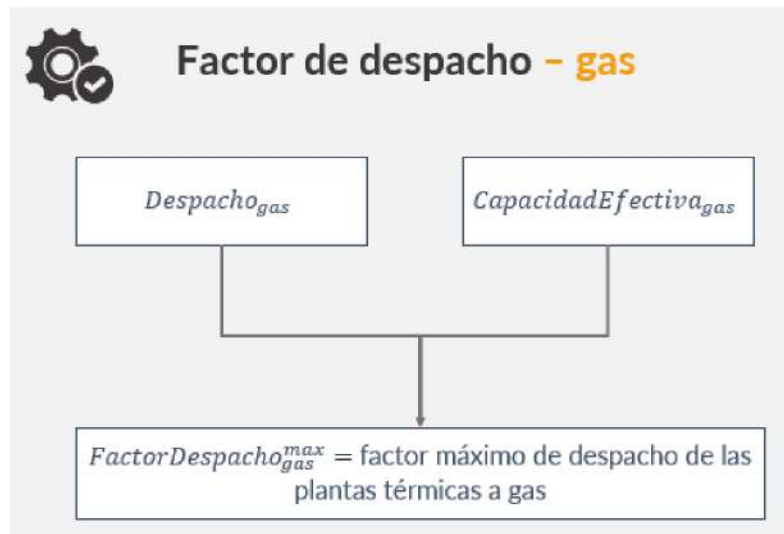 Factor de despacho – gas
Despacho_gas
CapacidadEfectiva_gas
FactorDespacho_gas^max = factor máximo de despacho de las
plantas térmicas a gas